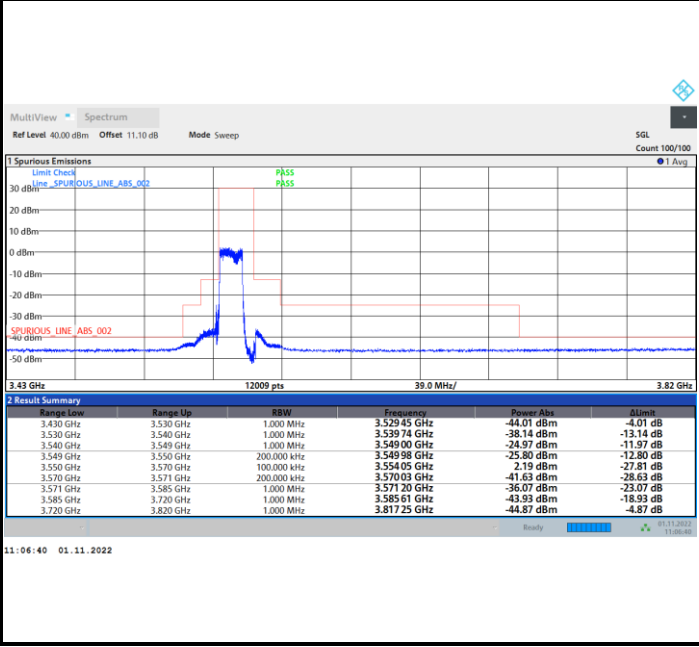 MultiView Spectrum
Ref Level 40.00 dBm Offset 11.10 dB Mode Sweep SGL
Count 100/100
1 Spurious Emissions 1 Avg
Limit Check PASS
Line _SPURIOUS_LINE_ABS_002 PASS
30 dBm
20 dBm
10 dBm
0 dBm
-10 dBm
-20 dBm
-30 dBm
_SPURIOUS_LINE_ABS_002
-40 dBm
-50 dBm
3.43 GHz 12009 pts 39.0 MHz/ 3.82 GHz
2 Result Summary
Range Low Range Up RBW Frequency Power Abs ΔLimit
3.430 GHz 3.530 GHz 1.000 MHz 3.529 45 GHz -44.01 dBm -4.01 dB
3.530 GHz 3.540 GHz 1.000 MHz 3.539 74 GHz -38.14 dBm -13.14 dB
3.540 GHz 3.549 GHz 1.000 MHz 3.549 00 GHz -24.97 dBm -11.97 dB
3.549 GHz 3.550 GHz 200.000 kHz 3.549 98 GHz -25.80 dBm -12.80 dB
3.550 GHz 3.570 GHz 100.000 kHz 3.554 05 GHz 2.19 dBm -27.81 dB
3.570 GHz 3.571 GHz 200.000 kHz 3.570 03 GHz -41.63 dBm -28.63 dB
3.571 GHz 3.585 GHz 1.000 MHz 3.571 20 GHz -36.07 dBm -23.07 dB
3.585 GHz 3.720 GHz 1.000 MHz 3.585 61 GHz -43.93 dBm -18.93 dB
3.720 GHz 3.820 GHz 1.000 MHz 3.817 25 GHz -44.87 dBm -4.87 dB
Ready 01.11.2022
11:06:40
11:06:40 01.11.2022